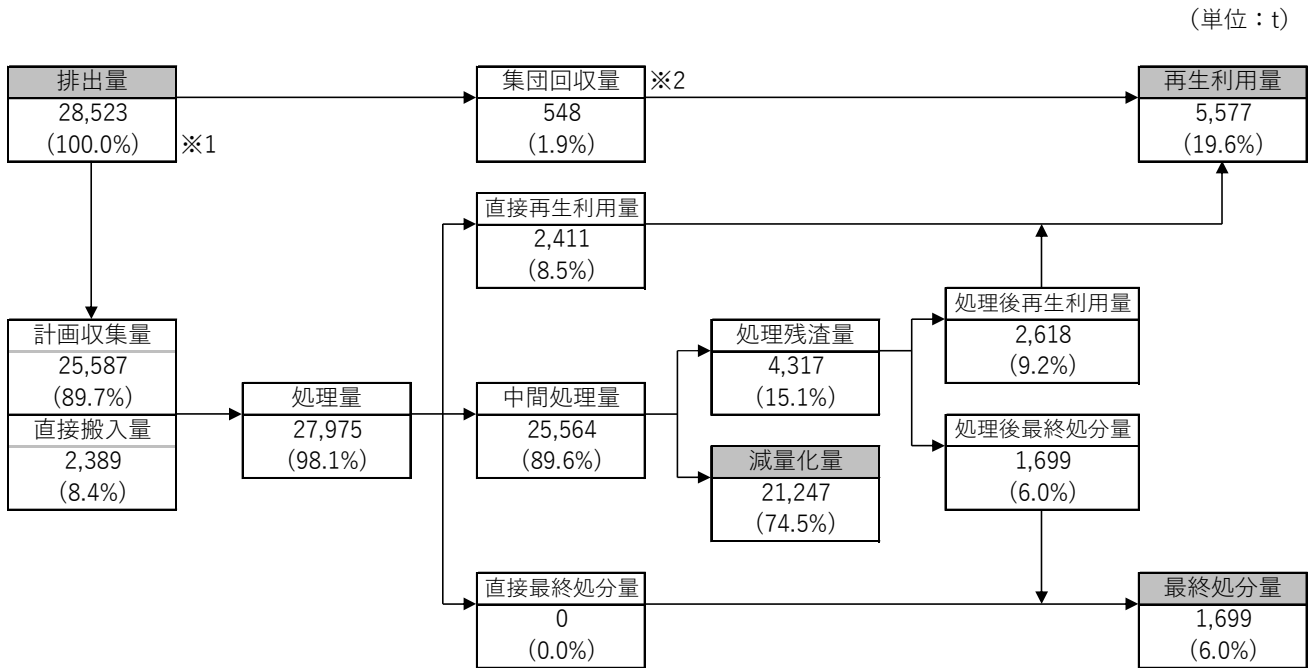 （単位：t）
排出量
28,523
(100.0%)
※1
集団回収量
※2
548
(1.9%)
再生利用量
5,577
(19.6%)
直接再生利用量
2,411
(8.5%)
計画収集量
25,587
(89.7%)
直接搬入量
2,389
(8.4%)
処理量
27,975
(98.1%)
中間処理量
25,564
(89.6%)
処理残渣量
4,317
(15.1%)
減量化量
21,247
(74.5%)
処理後再生利用量
2,618
(9.2%)
処理後最終処分量
1,699
(6.0%)
直接最終処分量
0
(0.0%)
最終処分量
1,699
(6.0%)